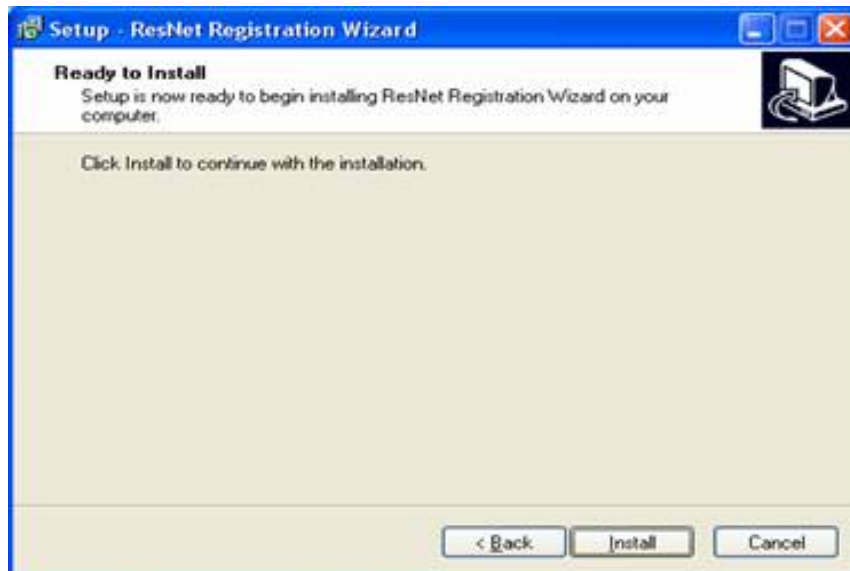 Setup - ResNet Registration Wizard
Ready to Install
Setup is now ready to begin installing ResNet Registration Wizard on your
computer.
Click Install to continue with the installation.
< Back
Install
Cancel